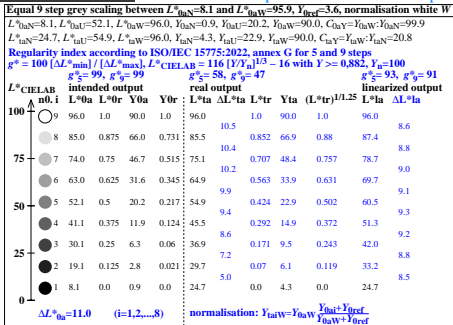 Equal 9 step grey scaling between L*0aN=8.1 and L*0aW=95.9, Y0ref=3.6, normalisation white W
L*0aN=8.1, L*0aU=52.1, L*0aW=96.0, Y0aN=0.9, Y0aU=20.2, Y0aW=90.0, C0aY=Y0aW:Y0aN=99.9
L*taN=24.7, L*taU=54.9, L*taW=96.0, YtaN=4.3, YtaU=22.9, YtaW=90.0, CtaY=YtaW:YtaN=20.8
Regularity index according to ISO/IEC 15775:2022, annex G for 5 and 9 steps
g* = 100 [ΔL*min] / [ΔL*max], L*CIELAB = 116 [Y/Yn]1/3 − 16 with Y >= 0.882, Yn=100
g*5= 99, g*9= 99 g*5= 58, g*9= 47 g*5= 93, g*9= 91
L*CIELAB intended output real output linearized output
n0. i L*0a L*0r Y0a Y0r L*ta ΔL*ta L*tr Yta (L*tr)1/1.25 L*la ΔL*la
100 9 96.0 1.0 90.0 1.0 96.0 1.0 90.0 1.0 96.0
10.5 8.6
8 85.0 0.875 66.0 0.731 85.5 0.852 66.9 0.88 87.4
10.4 8.8
75 7 74.0 0.75 46.7 0.515 75.1 0.707 48.4 0.757 78.7
10.2 9.0
6 63.0 0.625 31.6 0.345 64.9 0.563 33.9 0.631 69.7
9.9 9.1
50 5 52.1 0.5 20.2 0.217 54.9 0.424 22.9 0.502 60.5
9.4 9.2
4 41.1 0.375 11.9 0.124 45.5 0.292 14.9 0.372 51.3
8.6 9.3
25 3 30.1 0.25 6.3 0.06 36.9 0.171 9.5 0.243 42.0
7.2 8.8
2 19.1 0.125 2.8 0.021 29.7 0.07 6.1 0.119 33.2
5.0 8.5
0 1 8.1 0.0 0.9 0.0 24.7 0.0 4.3 0.0 24.7
ΔL*0a=11.0 (i=1,2,...,8) normalisation: YtaiW=Y0aW Y0ai+Y0ref
Y0aW+Y0ref